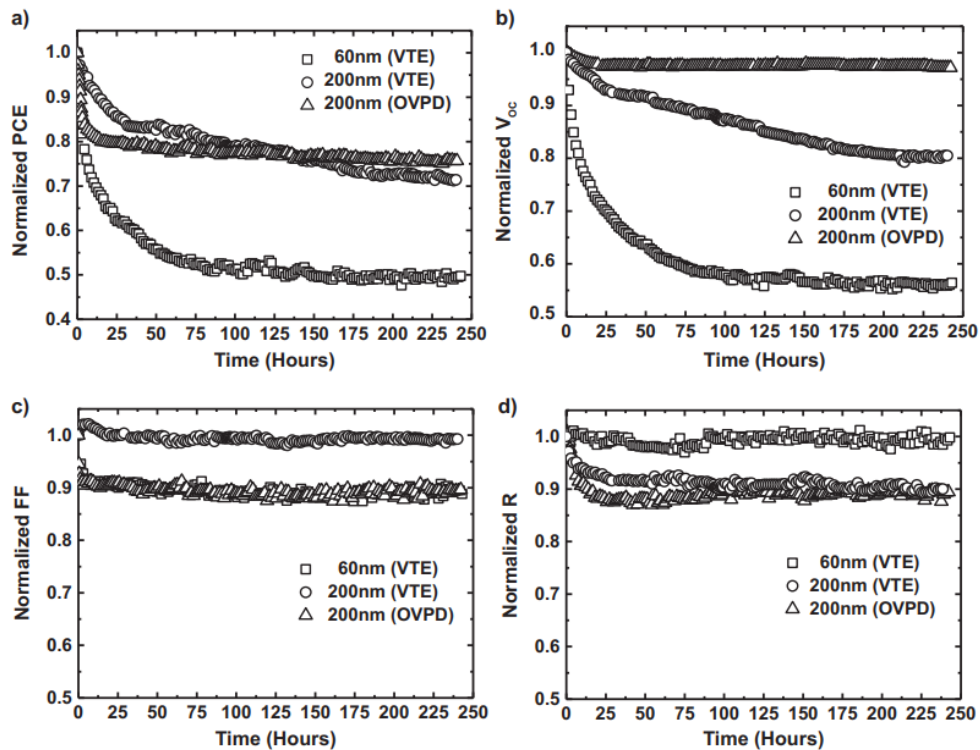 a)
Normalized PCE
1.0
0.9
0.8
0.7
0.6
0.5
0.4
60nm (VTE)
200nm (VTE)
200nm (OVPD)
0 25 50 75 100 125 150 175 200 225 250
Time (Hours)
b)
Normalized VOC
1.0
0.9
0.8
0.7
0.6
0.5
60nm (VTE)
200nm (VTE)
200nm (OVPD)
0 25 50 75 100 125 150 175 200 225 250
Time (Hours)
c)
Normalized FF
1.0
0.9
0.8
0.7
0.6
0.5
60nm (VTE)
200nm (VTE)
200nm (OVPD)
0 25 50 75 100 125 150 175 200 225 250
Time (Hours)
d)
Normalized R
1.0
0.9
0.8
0.7
0.6
0.5
60nm (VTE)
200nm (VTE)
200nm (OVPD)
0 25 50 75 100 125 150 175 200 225 250
Time (Hours)